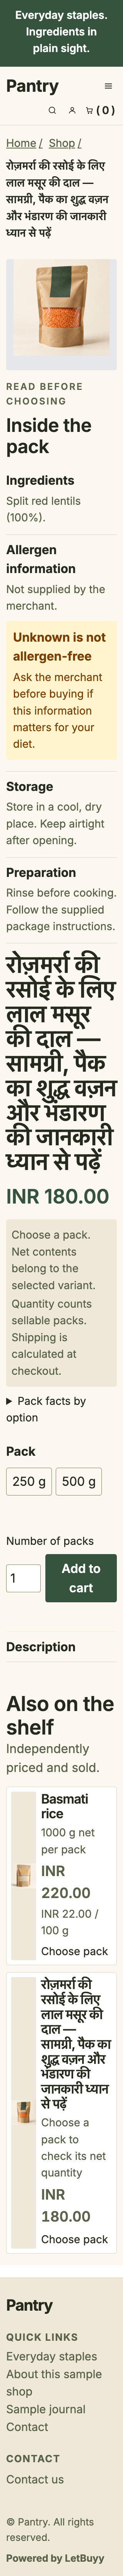 Everyday staples.
Ingredients in
plain sight.
Pantry
(0)
Home / Shop /
रोज़मर्रा की रसोई के लिए
लाल मसूर की दाल —
सामग्री, पैक का शुद्ध वज़न
और भंडारण की जानकारी
ध्यान से पढ़ें
READ BEFORE
CHOOSING
Inside the
pack
Ingredients
Split red lentils
(100%).
Allergen
information
Not supplied by the
merchant.
Unknown is not
allergen-free
Ask the merchant
before buying if
this information
matters for your
diet.
Storage
Store in a cool, dry
place. Keep airtight
after opening.
Preparation
Rinse before cooking.
Follow the supplied
package instructions.
रोज़मर्रा की
रसोई के लिए
लाल मसूर
की दाल —
सामग्री, पैक
का शुद्ध वज़न
और भंडारण
की जानकारी
ध्यान से पढ़ें
INR 180.00
Choose a pack.
Net contents
belong to the
selected variant.
Quantity counts
sellable packs.
Shipping is
calculated at
checkout.
Pack facts by
option
Pack
250 g 500 g
Number of packs
1
Add to
cart
Description
Also on the
shelf
Independently
priced and sold.
Basmati
rice
1000 g net
per pack
INR
220.00
INR 22.00 /
100 g
Choose pack
रोज़मर्रा की
रसोई के लिए
लाल मसूर की
दाल —
सामग्री, पैक का
शुद्ध वज़न और
भंडारण की
जानकारी ध्यान
से पढ़ें
Choose a
pack to
check its net
quantity
INR
180.00
Choose pack
Pantry
QUICK LINKS
Everyday staples
About this sample
shop
Sample journal
Contact
CONTACT
Contact us
© Pantry. All rights
reserved.
Powered by LetBuyy